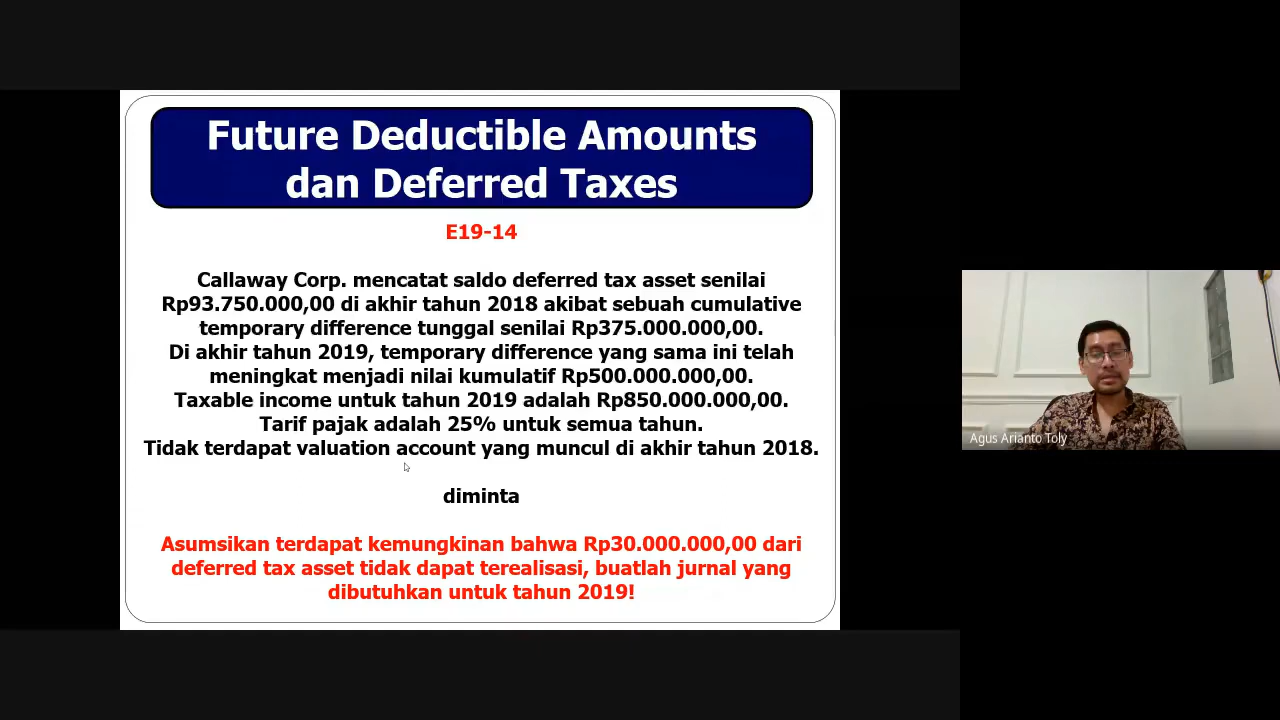 Future Deductible Amounts
dan Deferred Taxes
E19-14
Callaway Corp. mencatat saldo deferred tax asset senilai
Rp93.750.000,00 di akhir tahun 2018 akibat sebuah cumulative
temporary difference tunggal senilai Rp375.000.000,00.
Di akhir tahun 2019, temporary difference yang sama ini telah
meningkat menjadi nilai kumulatif Rp500.000.000,00.
Taxable income untuk tahun 2019 adalah Rp850.000.000,00.
Tarif pajak adalah 25% untuk semua tahun.
Tidak terdapat valuation account yang muncul di akhir tahun 2018.
diminta
Asumsikan terdapat kemungkinan bahwa Rp30.000.000,00 dari
deferred tax asset tidak dapat terealisasi, buatlah jurnal yang
dibutuhkan untuk tahun 2019!
Agus Arianto Toly